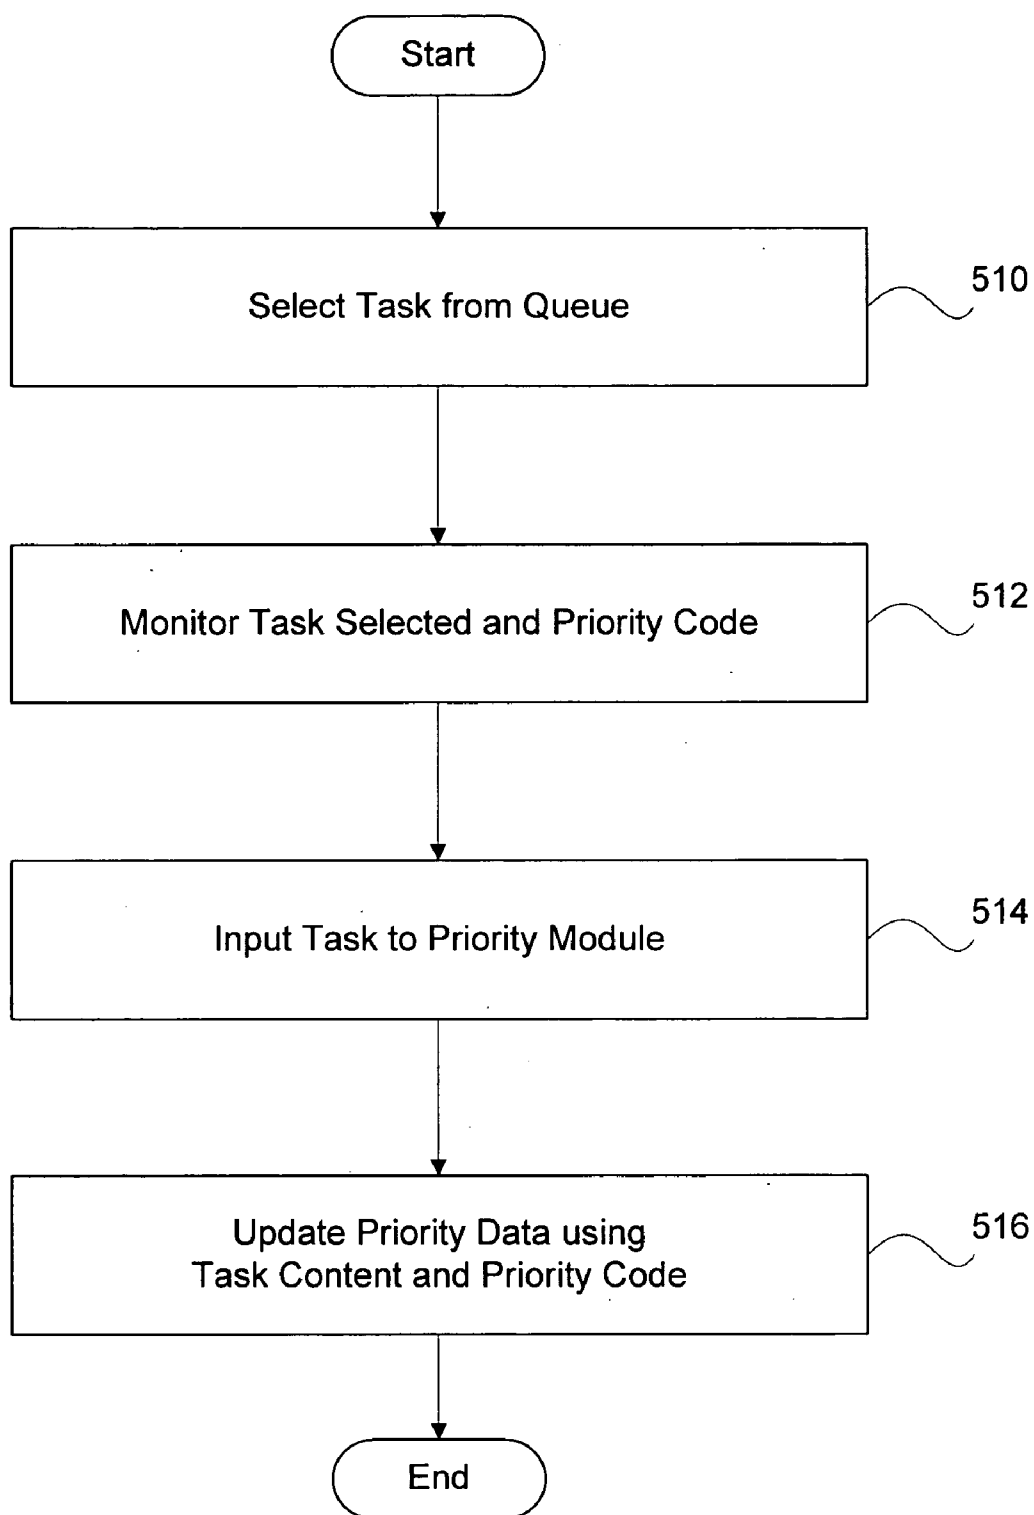 Start
Select Task from Queue
510
Monitor Task Selected and Priority Code
512
Input Task to Priority Module
514
Update Priority Data using
Task Content and Priority Code
516
End